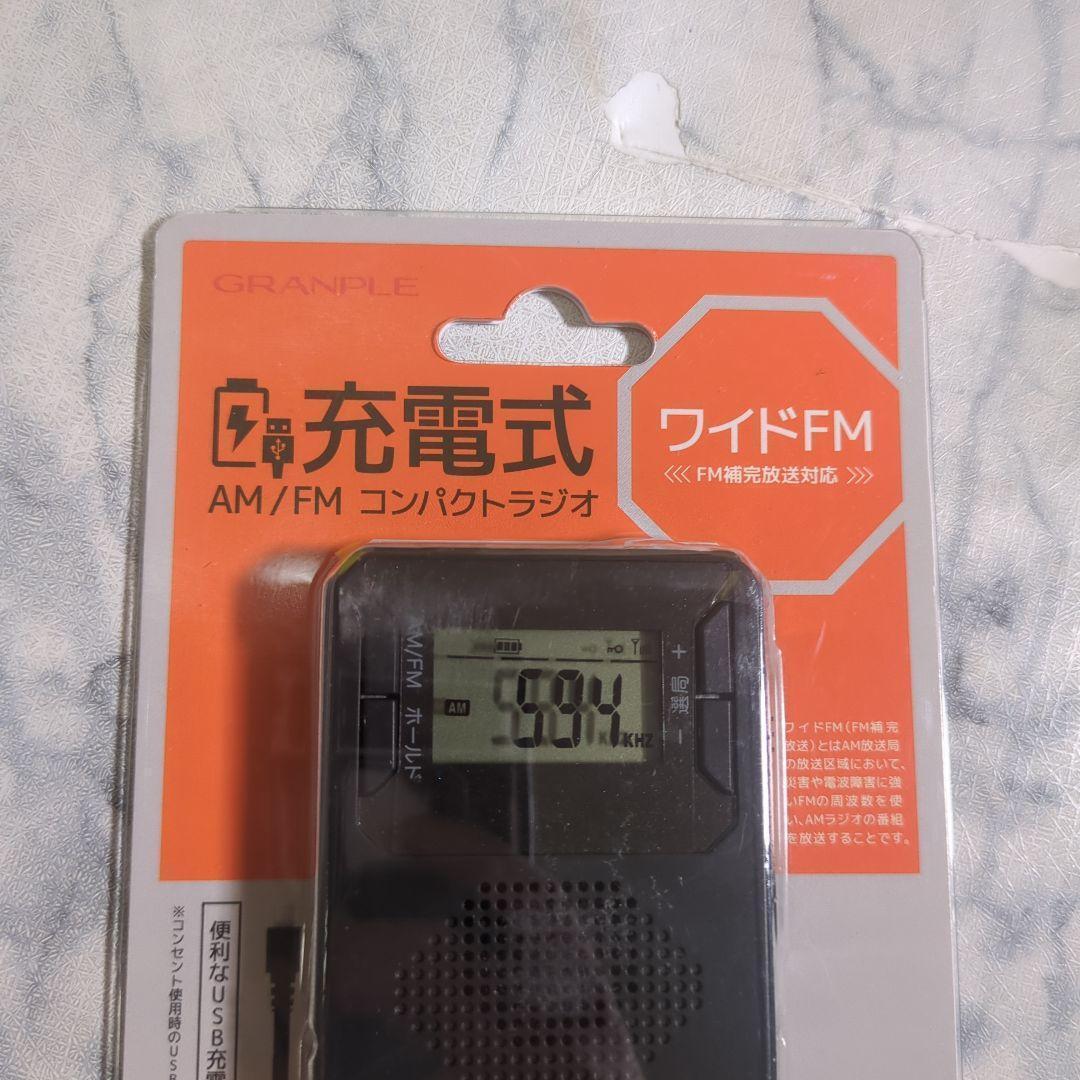 GRANPLE
充電式
AM/FM コンパクトラジオ
ワイドFM
<<< FM補完放送対応 >>>
AM/FM ホールド
AM
594
KHZ
+ 選局 −
ワイドFM(FM補完
放送)とはAM放送局
の放送区域において、
災害や電波障害に強
いFMの周波数を使
い、AMラジオの番組
を放送することです。
便利なUSB充電
※コンセント使用時のUSB